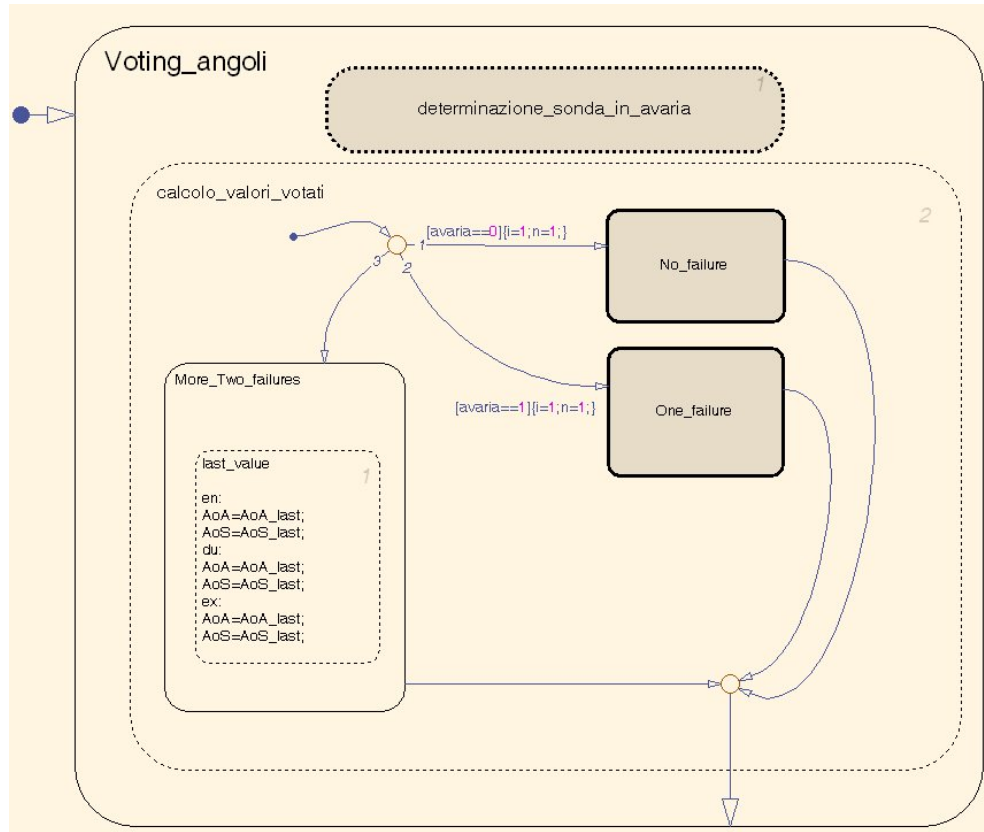 Voting_angoli
1
determinazione_sonda_in_avaria
calcolo_valori_votati
2
[avaria==0]{i=1;n=1;}
1
3
2
No_failure
More_Two_failures
[avaria==1]{i=1;n=1;}
One_failure
last_value
1
en:
AoA=AoA_last;
AoS=AoS_last;
du:
AoA=AoA_last;
AoS=AoS_last;
ex:
AoA=AoA_last;
AoS=AoS_last;